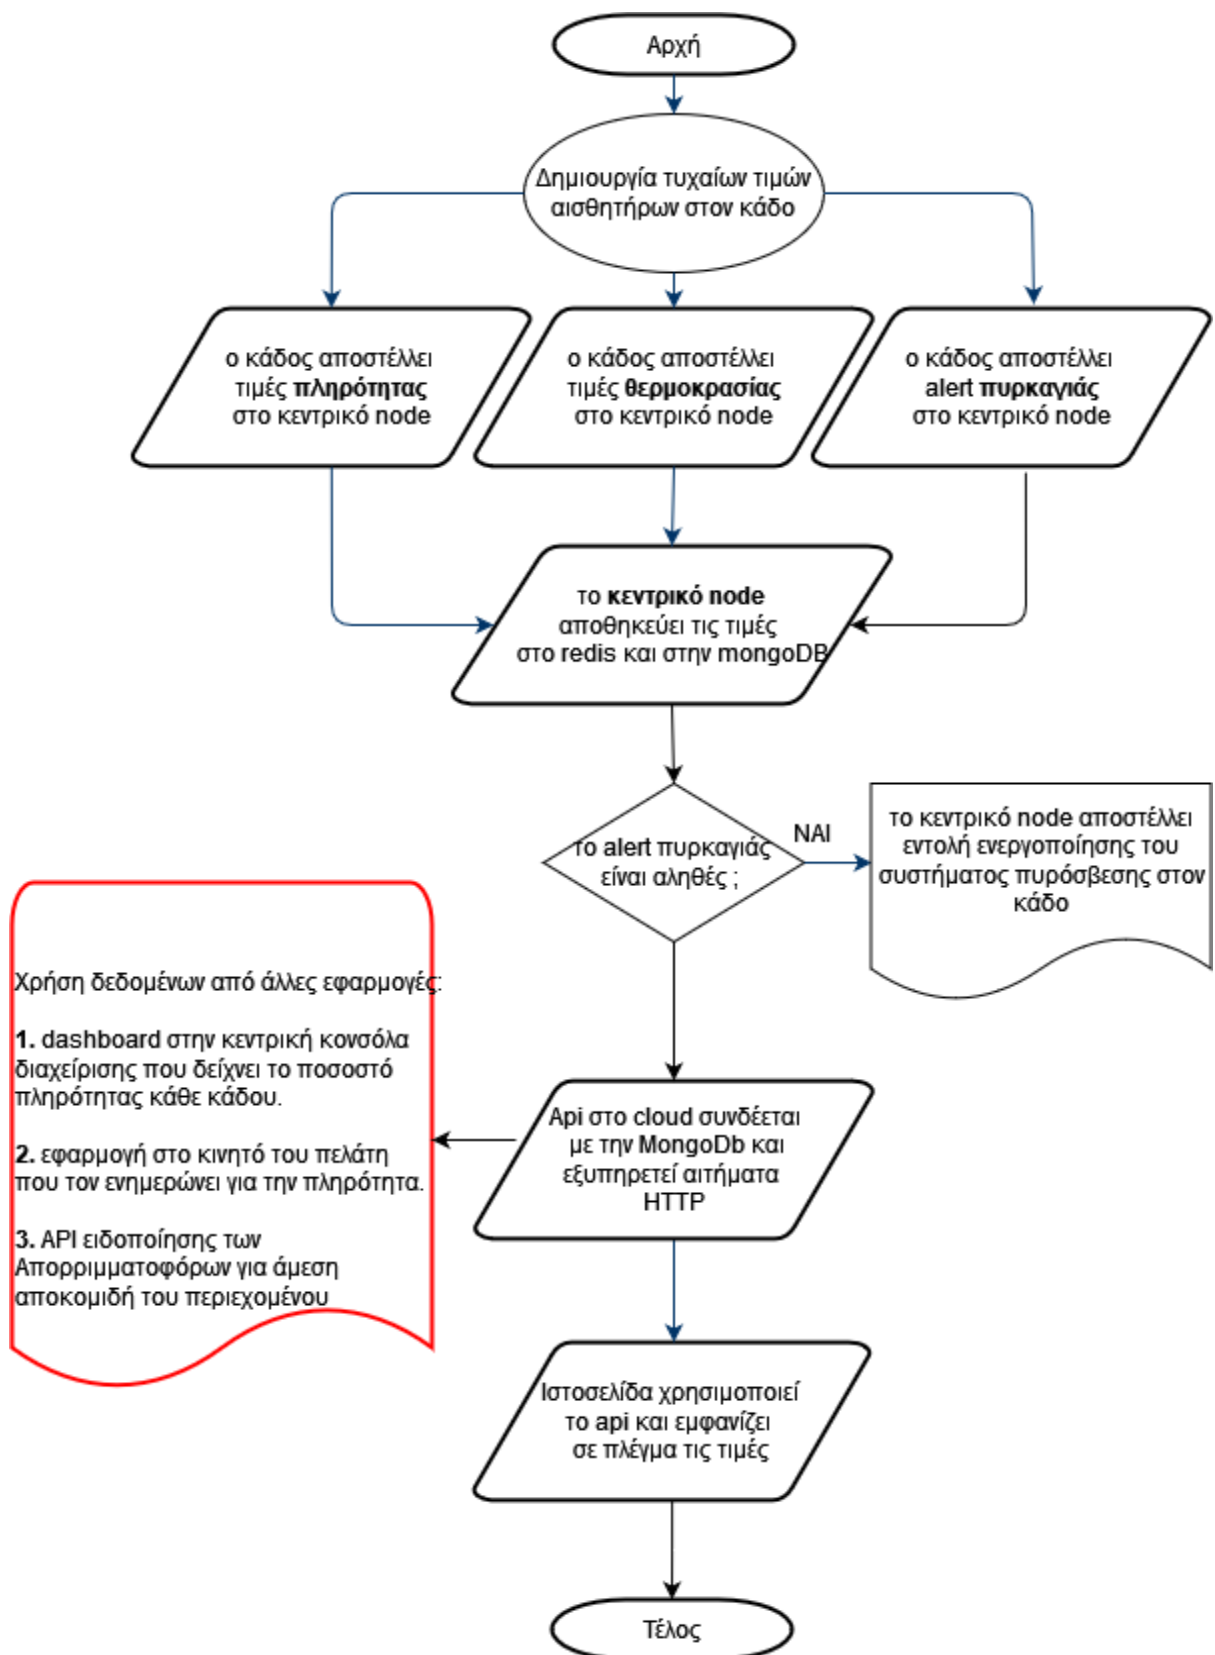 Αρχή
Δημιουργία τυχαίων τιμών
αισθητήρων στον κάδο
ο κάδος αποστέλλει
τιμές πληρότητας
στο κεντρικό node
ο κάδος αποστέλλει
τιμές θερμοκρασίας
στο κεντρικό node
ο κάδος αποστέλλει
alert πυρκαγιάς
στο κεντρικό node
το κεντρικό node
αποθηκεύει τις τιμές
στο redis και στην mongoDB
το alert πυρκαγιάς
είναι αληθές ;
ΝΑΙ
το κεντρικό node αποστέλλει
εντολή ενεργοποίησης του
συστήματος πυρόσβεσης στον
κάδο
Χρήση δεδομένων από άλλες εφαρμογές:
1. dashboard στην κεντρική κονσόλα
διαχείρισης που δείχνει το ποσοστό
πληρότητας κάθε κάδου.
2. εφαρμογή στο κινητό του πελάτη
που τον ενημερώνει για την πληρότητα.
3. API ειδοποίησης των
Απορριμματοφόρων για άμεση
αποκομιδή του περιεχομένου
Api στο cloud συνδέεται
με την MongoDb και
εξυπηρετεί αιτήματα
HTTP
Ιστοσελίδα χρησιμοποιεί
το api και εμφανίζει
σε πλέγμα τις τιμές
Τέλος